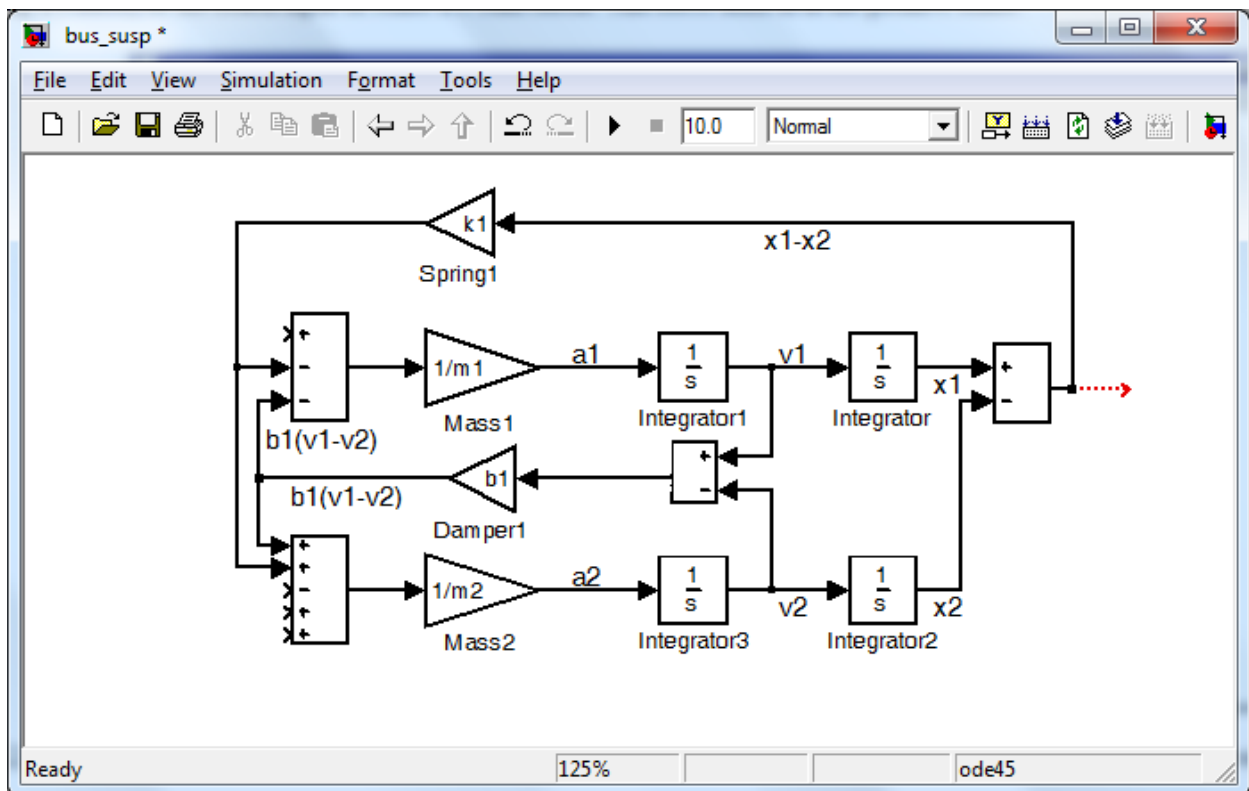 bus_susp *
File Edit View Simulation Format Tools Help
10.0 Normal
k1
x1-x2
Spring1
+
-
-
1/m1
a1
1
s
v1
1
s
x1
+
-
Mass1
Integrator1
Integrator
b1(v1-v2)
+
-
b1
b1(v1-v2)
Damper1
+
+
-
+
+
1/m2
a2
1
s
v2
1
s
x2
Mass2
Integrator3
Integrator2
Ready 125% ode45